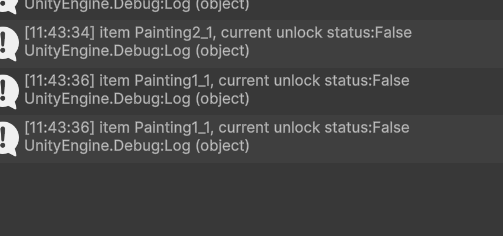 UnityEngine.Debug:Log (object)
[11:43:34] item Painting2_1, current unlock status:False
UnityEngine.Debug:Log (object)
[11:43:36] item Painting1_1, current unlock status:False
UnityEngine.Debug:Log (object)
[11:43:36] item Painting1_1, current unlock status:False
UnityEngine.Debug:Log (object)